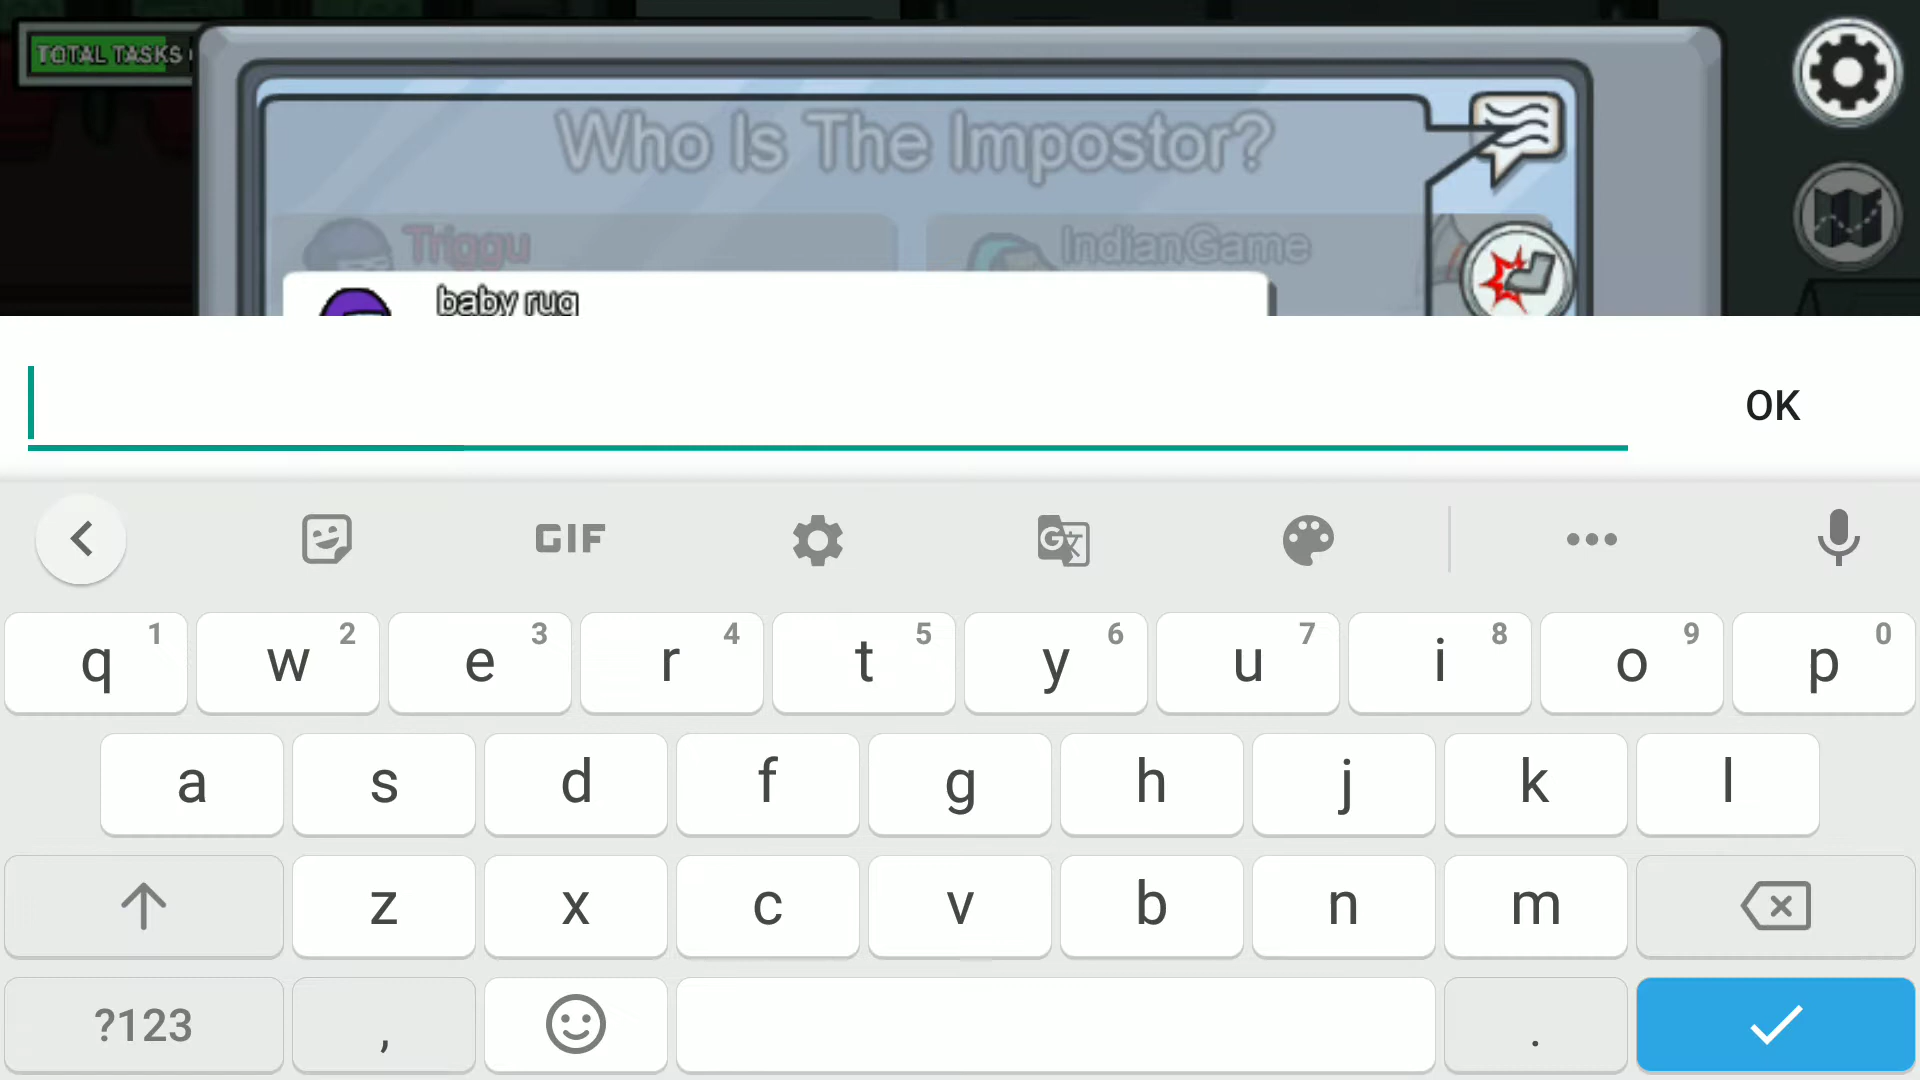 TOTAL TASKS
Who Is The Impostor?
Triggu
IndianGame
baby rug
OK
GIF
q 1 w 2 e 3 r 4 t 5 y 6 u 7 i 8 o 9 p 0
a s d f g h j k l
z x c v b n m
?123 , .